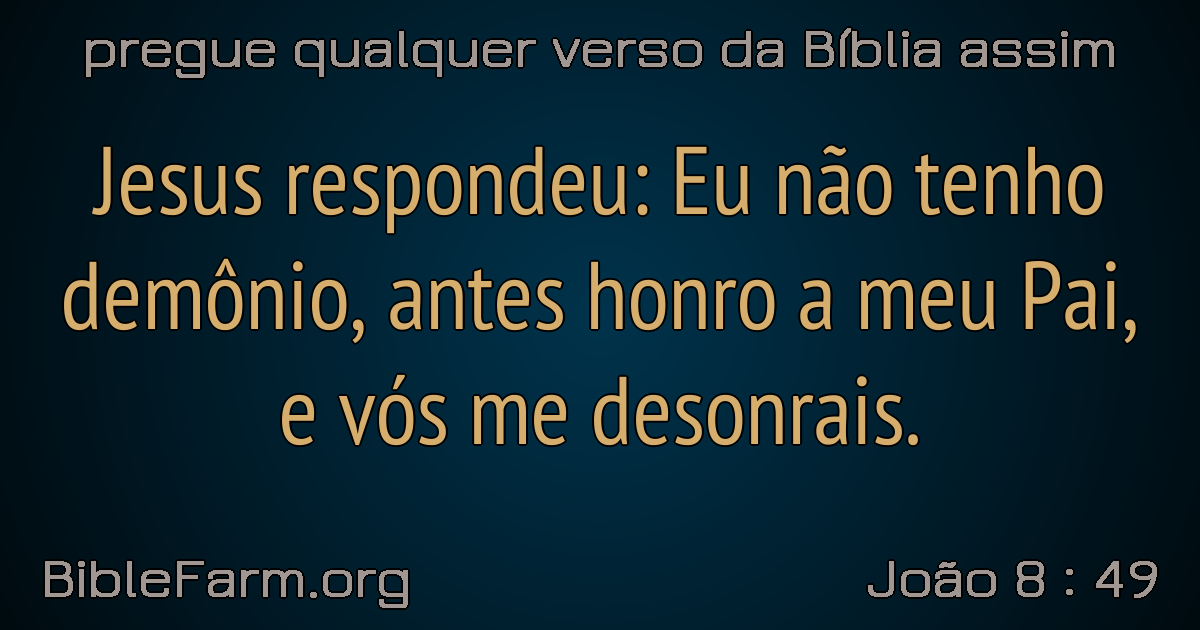 pregue qualquer verso da Bíblia assim
Jesus respondeu: Eu não tenho
demônio, antes honro a meu Pai,
e vós me desonrais.
BibleFarm.org
João 8 : 49